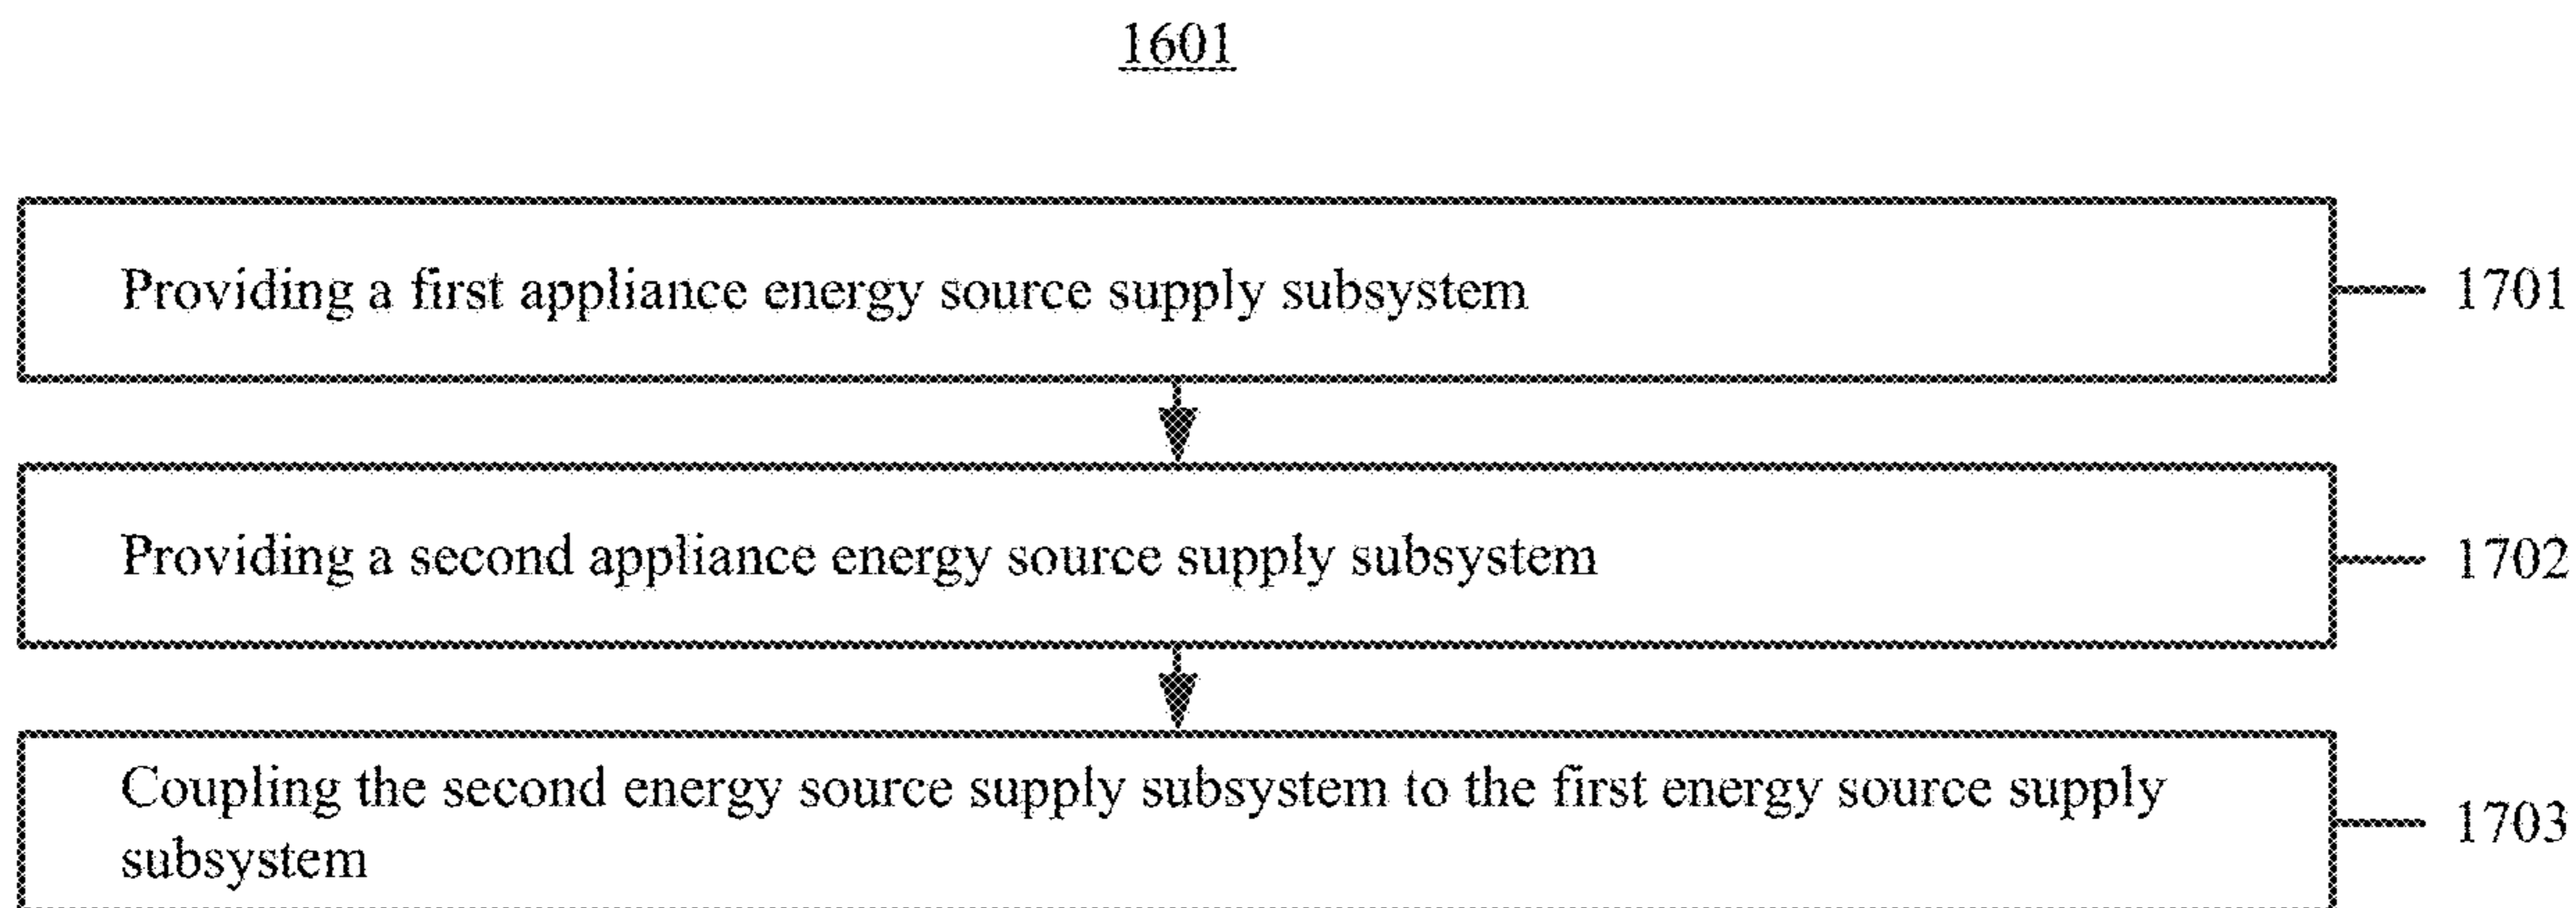 1601
Providing a first appliance energy source supply subsystem
1701
Providing a second appliance energy source supply subsystem
1702
Coupling the second energy source supply subsystem to the first energy source supply
subsystem
1703